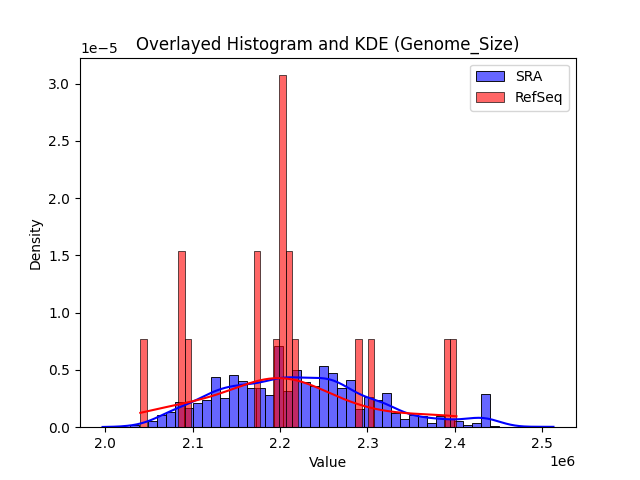 Overlayed Histogram and KDE (Genome_Size)
1e−5
SRA
RefSeq
3.0
2.5
2.0
1.5
1.0
0.5
0.0
Density
2.0 2.1 2.2 2.3 2.4 2.5
Value
1e6